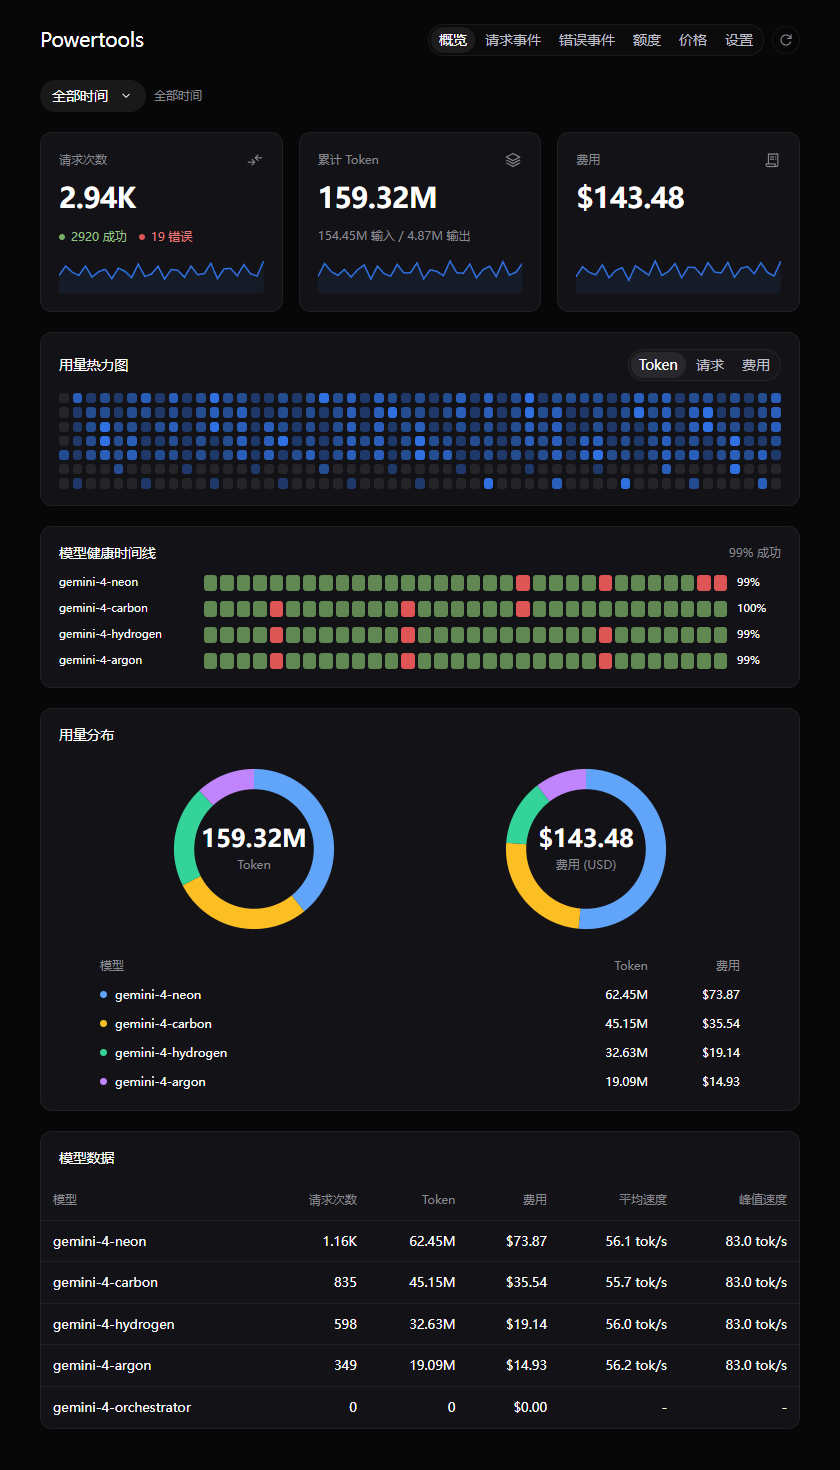 Powertools 概览 请求事件 错误事件 额度 价格 设置
全部时间 全部时间
请求次数 累计 Token 费用
2.94K 159.32M $143.48
2920 成功 19 错误 154.45M 输入 / 4.87M 输出
用量热力图 Token 请求 费用
模型健康时间线 99% 成功
gemini-4-neon 99%
gemini-4-carbon 100%
gemini-4-hydrogen 99%
gemini-4-argon 99%
用量分布
159.32M $143.48
Token 费用 (USD)
模型 Token 费用
gemini-4-neon 62.45M $73.87
gemini-4-carbon 45.15M $35.54
gemini-4-hydrogen 32.63M $19.14
gemini-4-argon 19.09M $14.93
模型数据
模型 请求次数 Token 费用 平均速度 峰值速度
gemini-4-neon 1.16K 62.45M $73.87 56.1 tok/s 83.0 tok/s
gemini-4-carbon 835 45.15M $35.54 55.7 tok/s 83.0 tok/s
gemini-4-hydrogen 598 32.63M $19.14 56.0 tok/s 83.0 tok/s
gemini-4-argon 349 19.09M $14.93 56.2 tok/s 83.0 tok/s
gemini-4-orchestrator 0 0 $0.00 - -